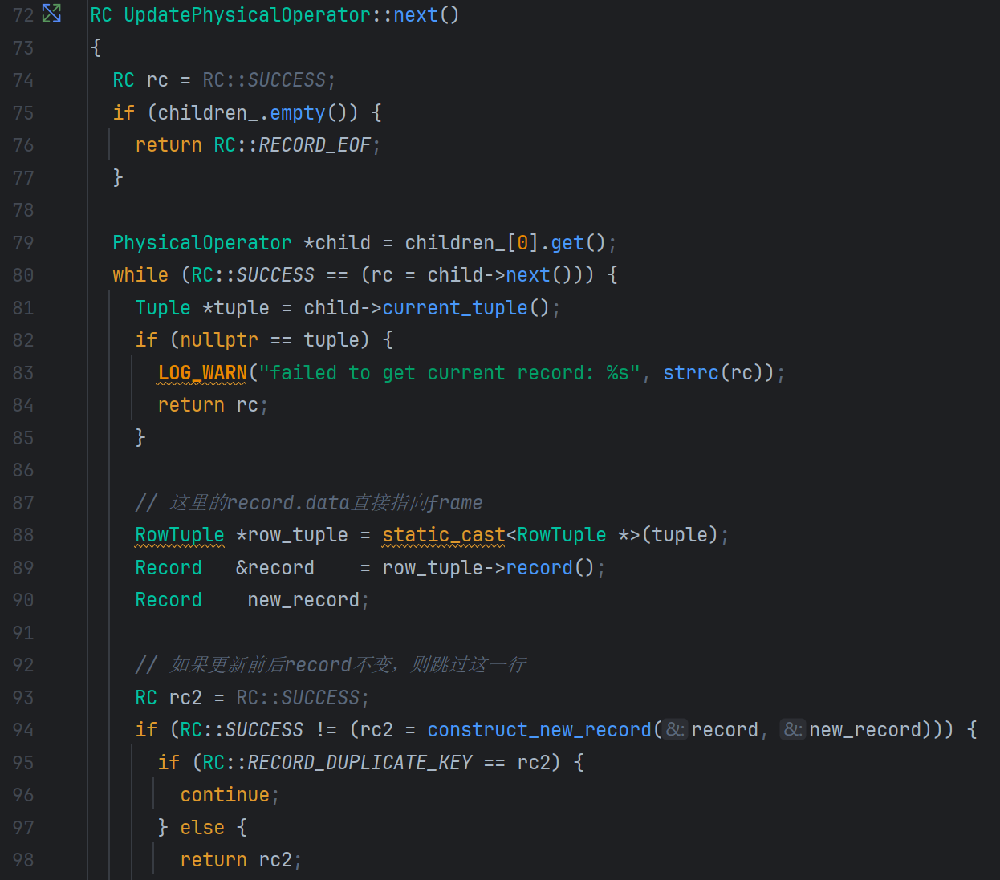 72 RC UpdatePhysicalOperator::next()
73 {
74 RC rc = RC::SUCCESS;
75 if (children_.empty()) {
76 return RC::RECORD_EOF;
77 }
78
79 PhysicalOperator *child = children_[0].get();
80 while (RC::SUCCESS == (rc = child->next())) {
81 Tuple *tuple = child->current_tuple();
82 if (nullptr == tuple) {
83 LOG_WARN("failed to get current record: %s", strrc(rc));
84 return rc;
85 }
86
87 // 这里的record.data直接指向frame
88 RowTuple *row_tuple = static_cast<RowTuple *>(tuple);
89 Record &record = row_tuple->record();
90 Record new_record;
91
92 // 如果更新前后record不变，则跳过这一行
93 RC rc2 = RC::SUCCESS;
94 if (RC::SUCCESS != (rc2 = construct_new_record(&:record, &:new_record))) {
95 if (RC::RECORD_DUPLICATE_KEY == rc2) {
96 continue;
97 } else {
98 return rc2;